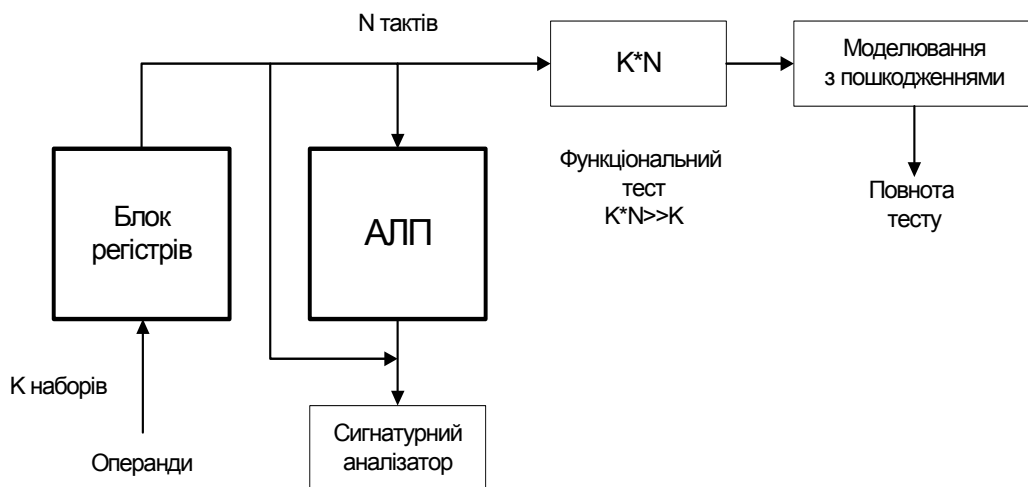 N тактів
K*N
Моделювання
з пошкодженнями
Функціональний
тест
K*N>>K
Повнота
тесту
Блок
регістрів
АЛП
K наборів
Операнди
Сигнатурний
аналізатор